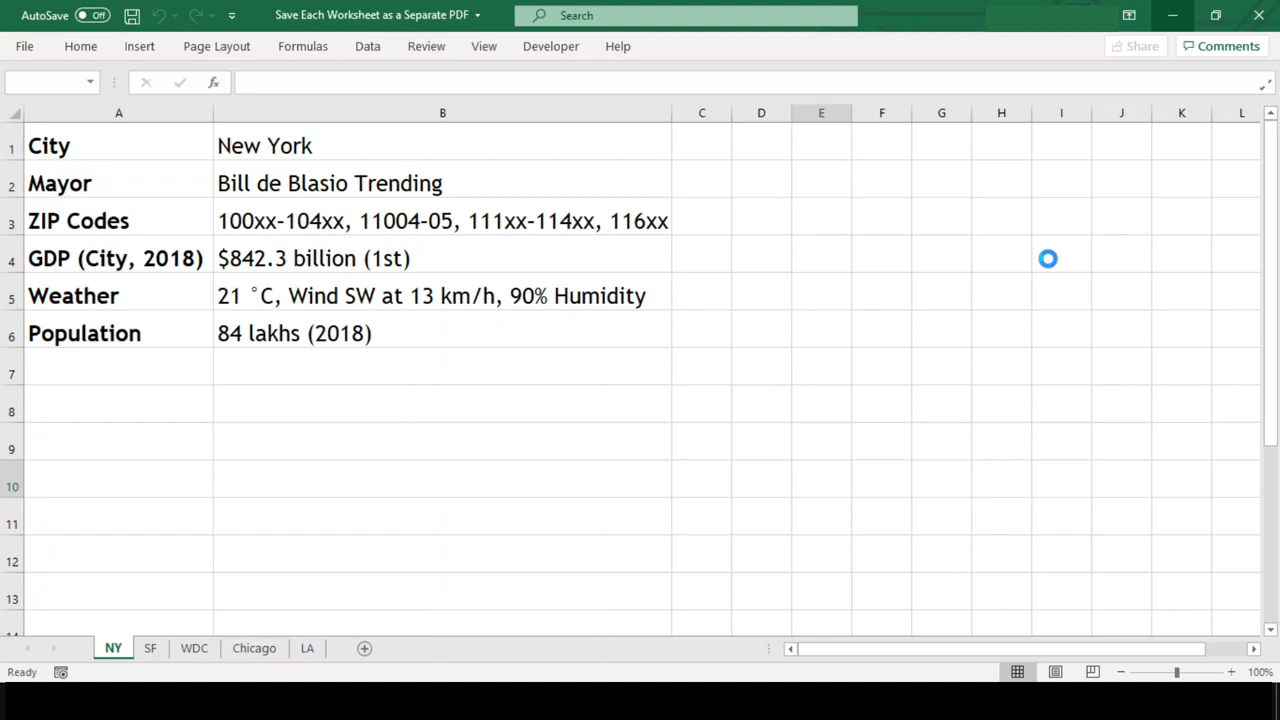 AutoSave Off Save Each Worksheet as a Separate PDF Search
File Home Insert Page Layout Formulas Data Review View Developer Help Share Comments
fx
A B C D E F G H I J K L
1 City New York
2 Mayor Bill de Blasio Trending
3 ZIP Codes 100xx-104xx, 11004-05, 111xx-114xx, 116xx
4 GDP (City, 2018) $842.3 billion (1st)
5 Weather 21 °C, Wind SW at 13 km/h, 90% Humidity
6 Population 84 lakhs (2018)
7
8
9
10
11
12
13
14
NY SF WDC Chicago LA
Ready 100%